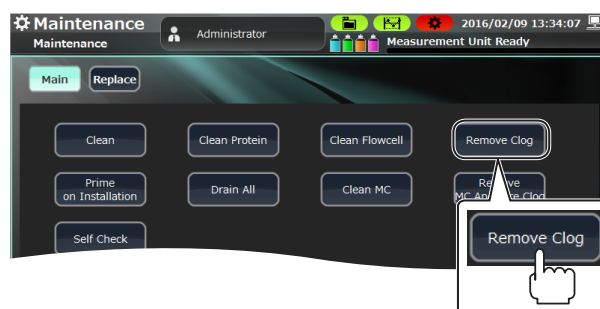 Maintenance
Maintenance
Administrator
2016/02/09 13:34:07
Measurement Unit Ready
Main
Replace
Clean
Clean Protein
Clean Flowcell
Remove Clog
Prime
on Installation
Drain All
Clean MC
Self Check
Remove Clog